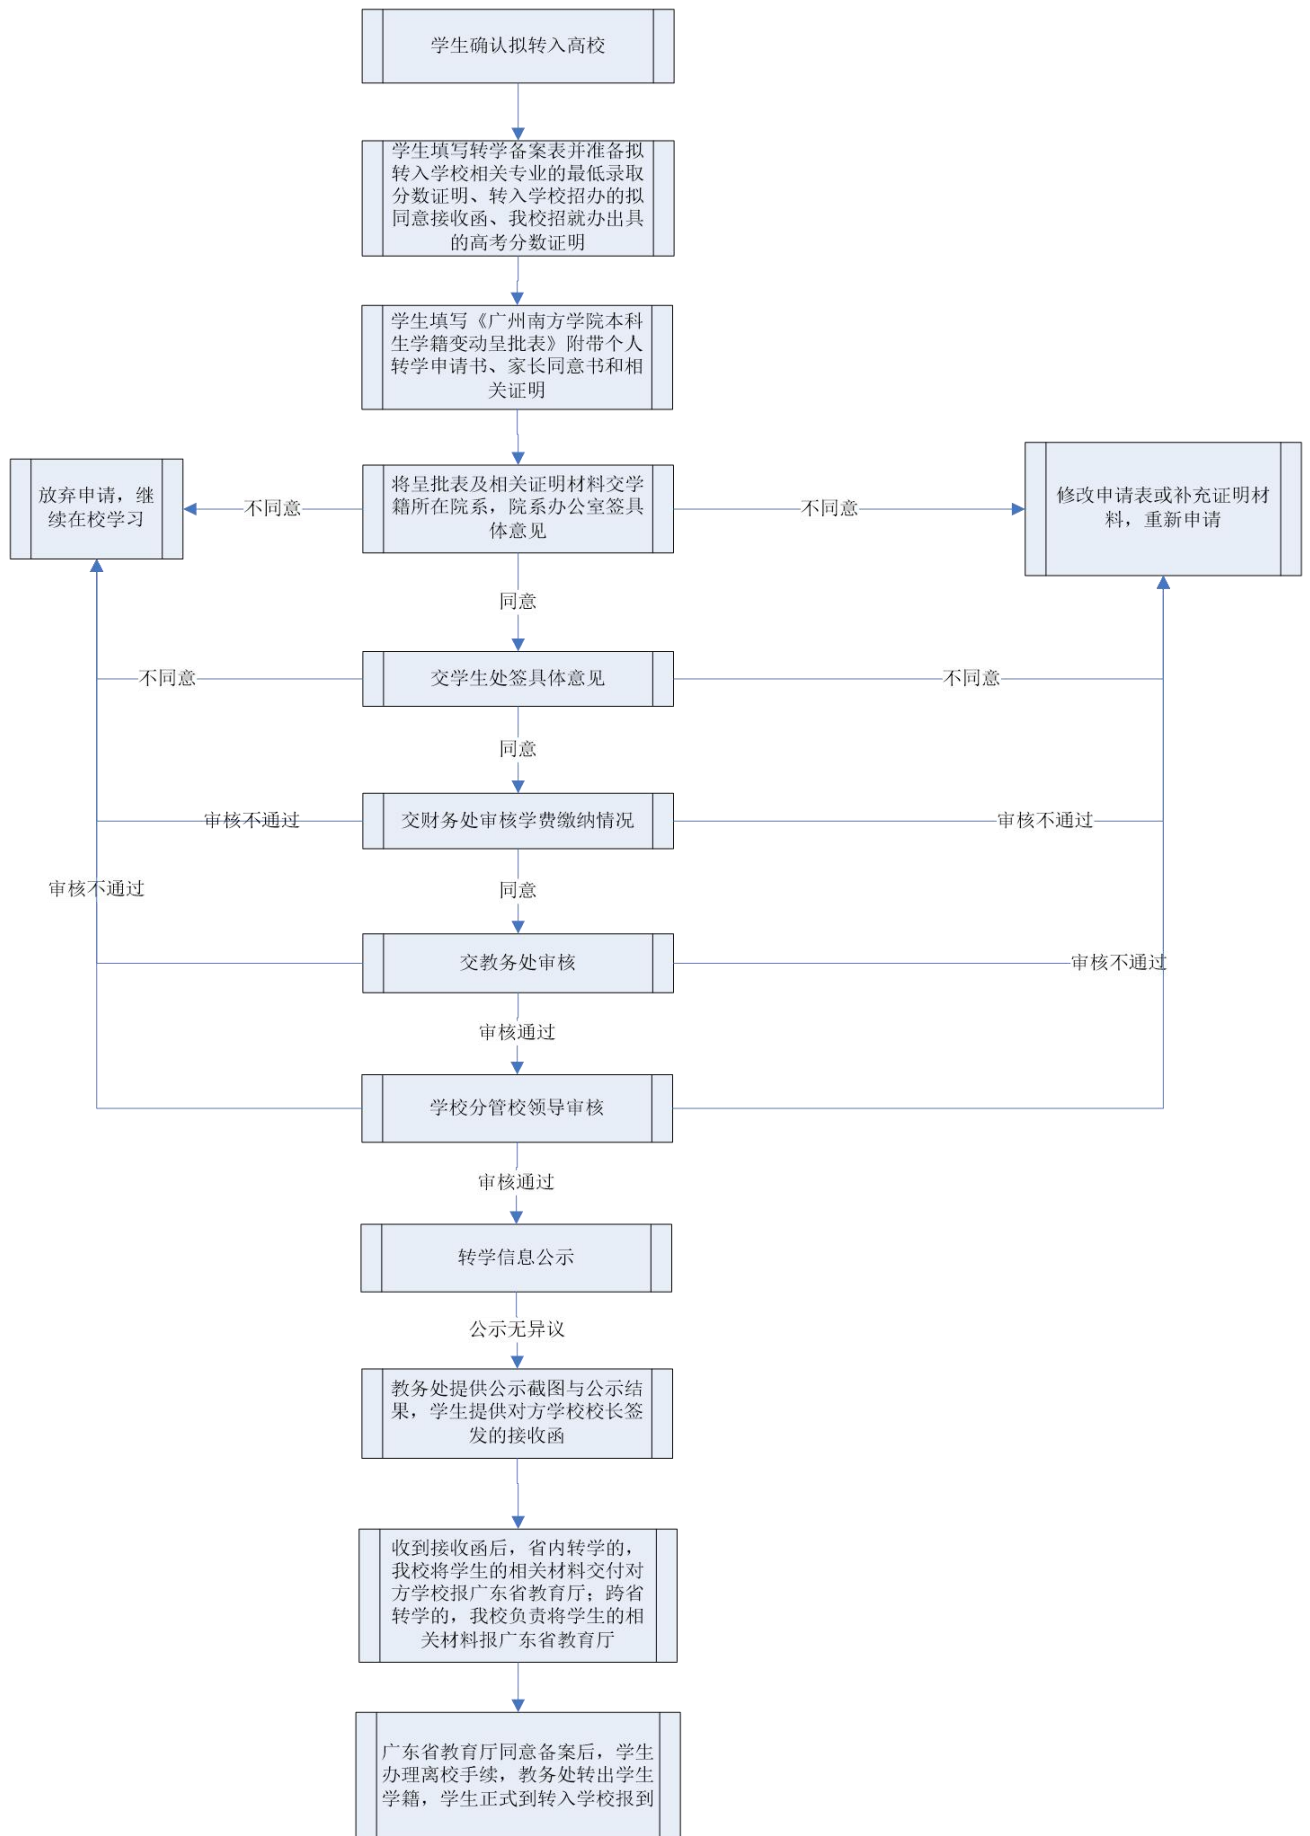 学生确认拟转入高校
学生填写转学备案表并准备拟
转入学校相关专业的最低录取
分数证明、转入学校招办的拟
同意接收函、我校招就办出具
的高考分数证明
学生填写《广州南方学院本科
生学籍变动呈批表》附带个人
转学申请书、家长同意书和相
关证明
放弃申请，继
续在校学习
不同意
将呈批表及相关证明材料交学
籍所在院系，院系办公室签具
体意见
不同意
修改申请表或补充证明材
料，重新申请
同意
不同意
交学生处签具体意见
不同意
同意
审核不通过
交财务处审核学费缴纳情况
审核不通过
审核不通过
同意
交教务处审核
审核不通过
审核通过
学校分管校领导审核
审核通过
转学信息公示
公示无异议
教务处提供公示截图与公示结
果，学生提供对方学校校长签
发的接收函
收到接收函后，省内转学的，
我校将学生的相关材料交付对
方学校报广东省教育厅；跨省
转学的，我校负责将学生的相
关材料报广东省教育厅
广东省教育厅同意备案后，学生
办理离校手续，教务处转出学生
学籍，学生正式到转入学校报到